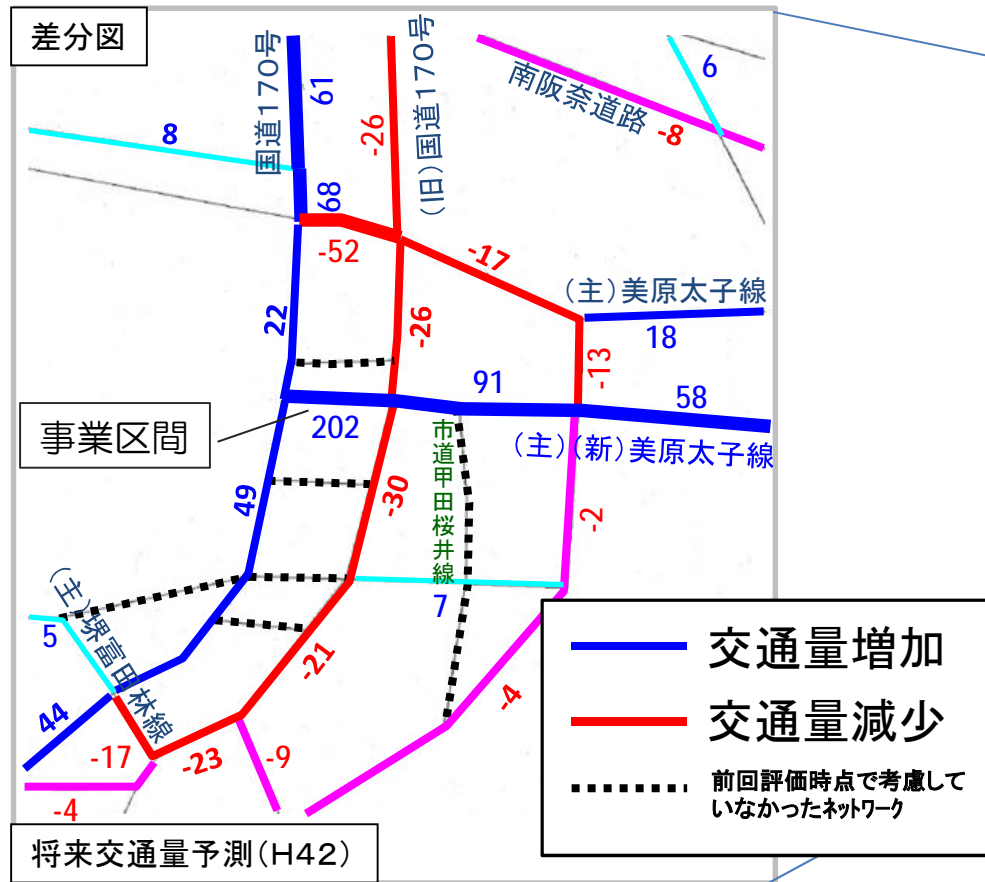 差分図
国道170号
61
-26
(旧)国道170号
南阪奈道路
-8
6
8
68
-52
-17
(主)美原太子線
18
22
-26
-13
91
58
事業区間
202
(主)(新)美原太子線
市道甲田桜井線
49
-30
-2
(主)堺富田林線
5
7
-21
44
-17
-23
-9
-4
-4
交通量増加
交通量減少
前回評価時点で考慮して
いなかったネットワーク
将来交通量予測(H42)